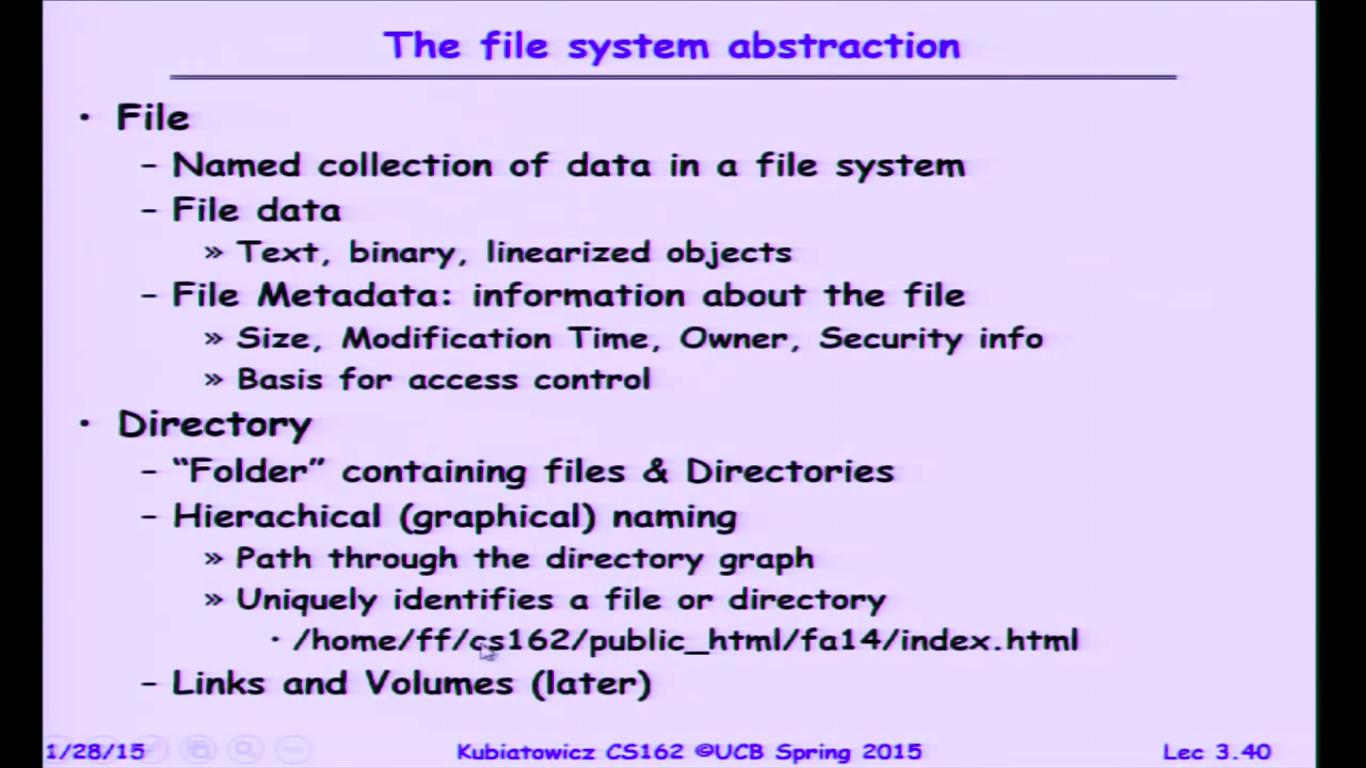 The file system abstraction
• File
– Named collection of data in a file system
– File data
» Text, binary, linearized objects
– File Metadata: information about the file
» Size, Modification Time, Owner, Security info
» Basis for access control
• Directory
– “Folder” containing files & Directories
– Hierachical (graphical) naming
» Path through the directory graph
» Uniquely identifies a file or directory
• /home/ff/cs162/public_html/fa14/index.html
– Links and Volumes (later)
1/28/15 Kubiatowicz CS162 ©UCB Spring 2015 Lec 3.40